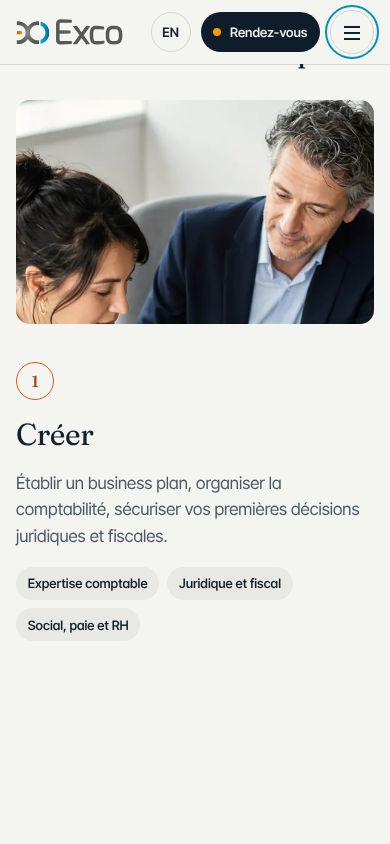 Exco
EN
Rendez-vous
1
Créer
Établir un business plan, organiser la
comptabilité, sécuriser vos premières décisions
juridiques et fiscales.
Expertise comptable
Juridique et fiscal
Social, paie et RH